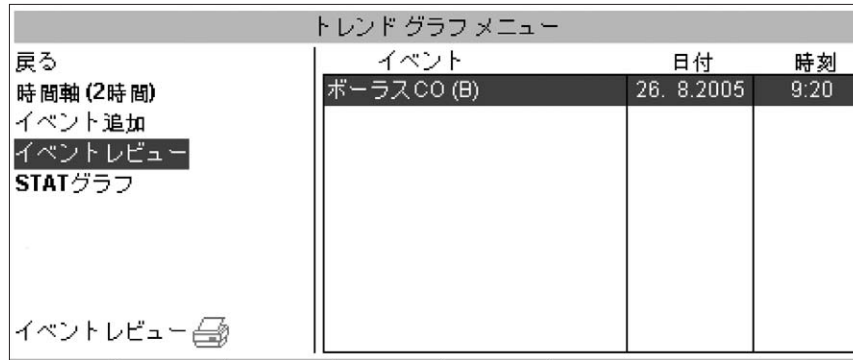 トレンド グラフ メニュー
戻る
時間軸 (2時間)
イベント追加
イベントレビュー
STATグラフ
イベントレビュー
イベント 日付 時刻
ボーラスCO (B) 26. 8.2005 9:20